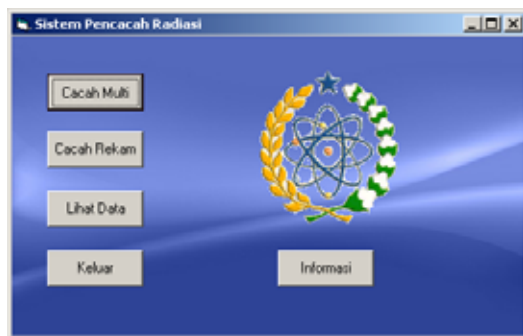 Sistem Pencacah Radiasi
Cacah Multi
Cacah Rekam
Lihat Data
Keluar
Informasi